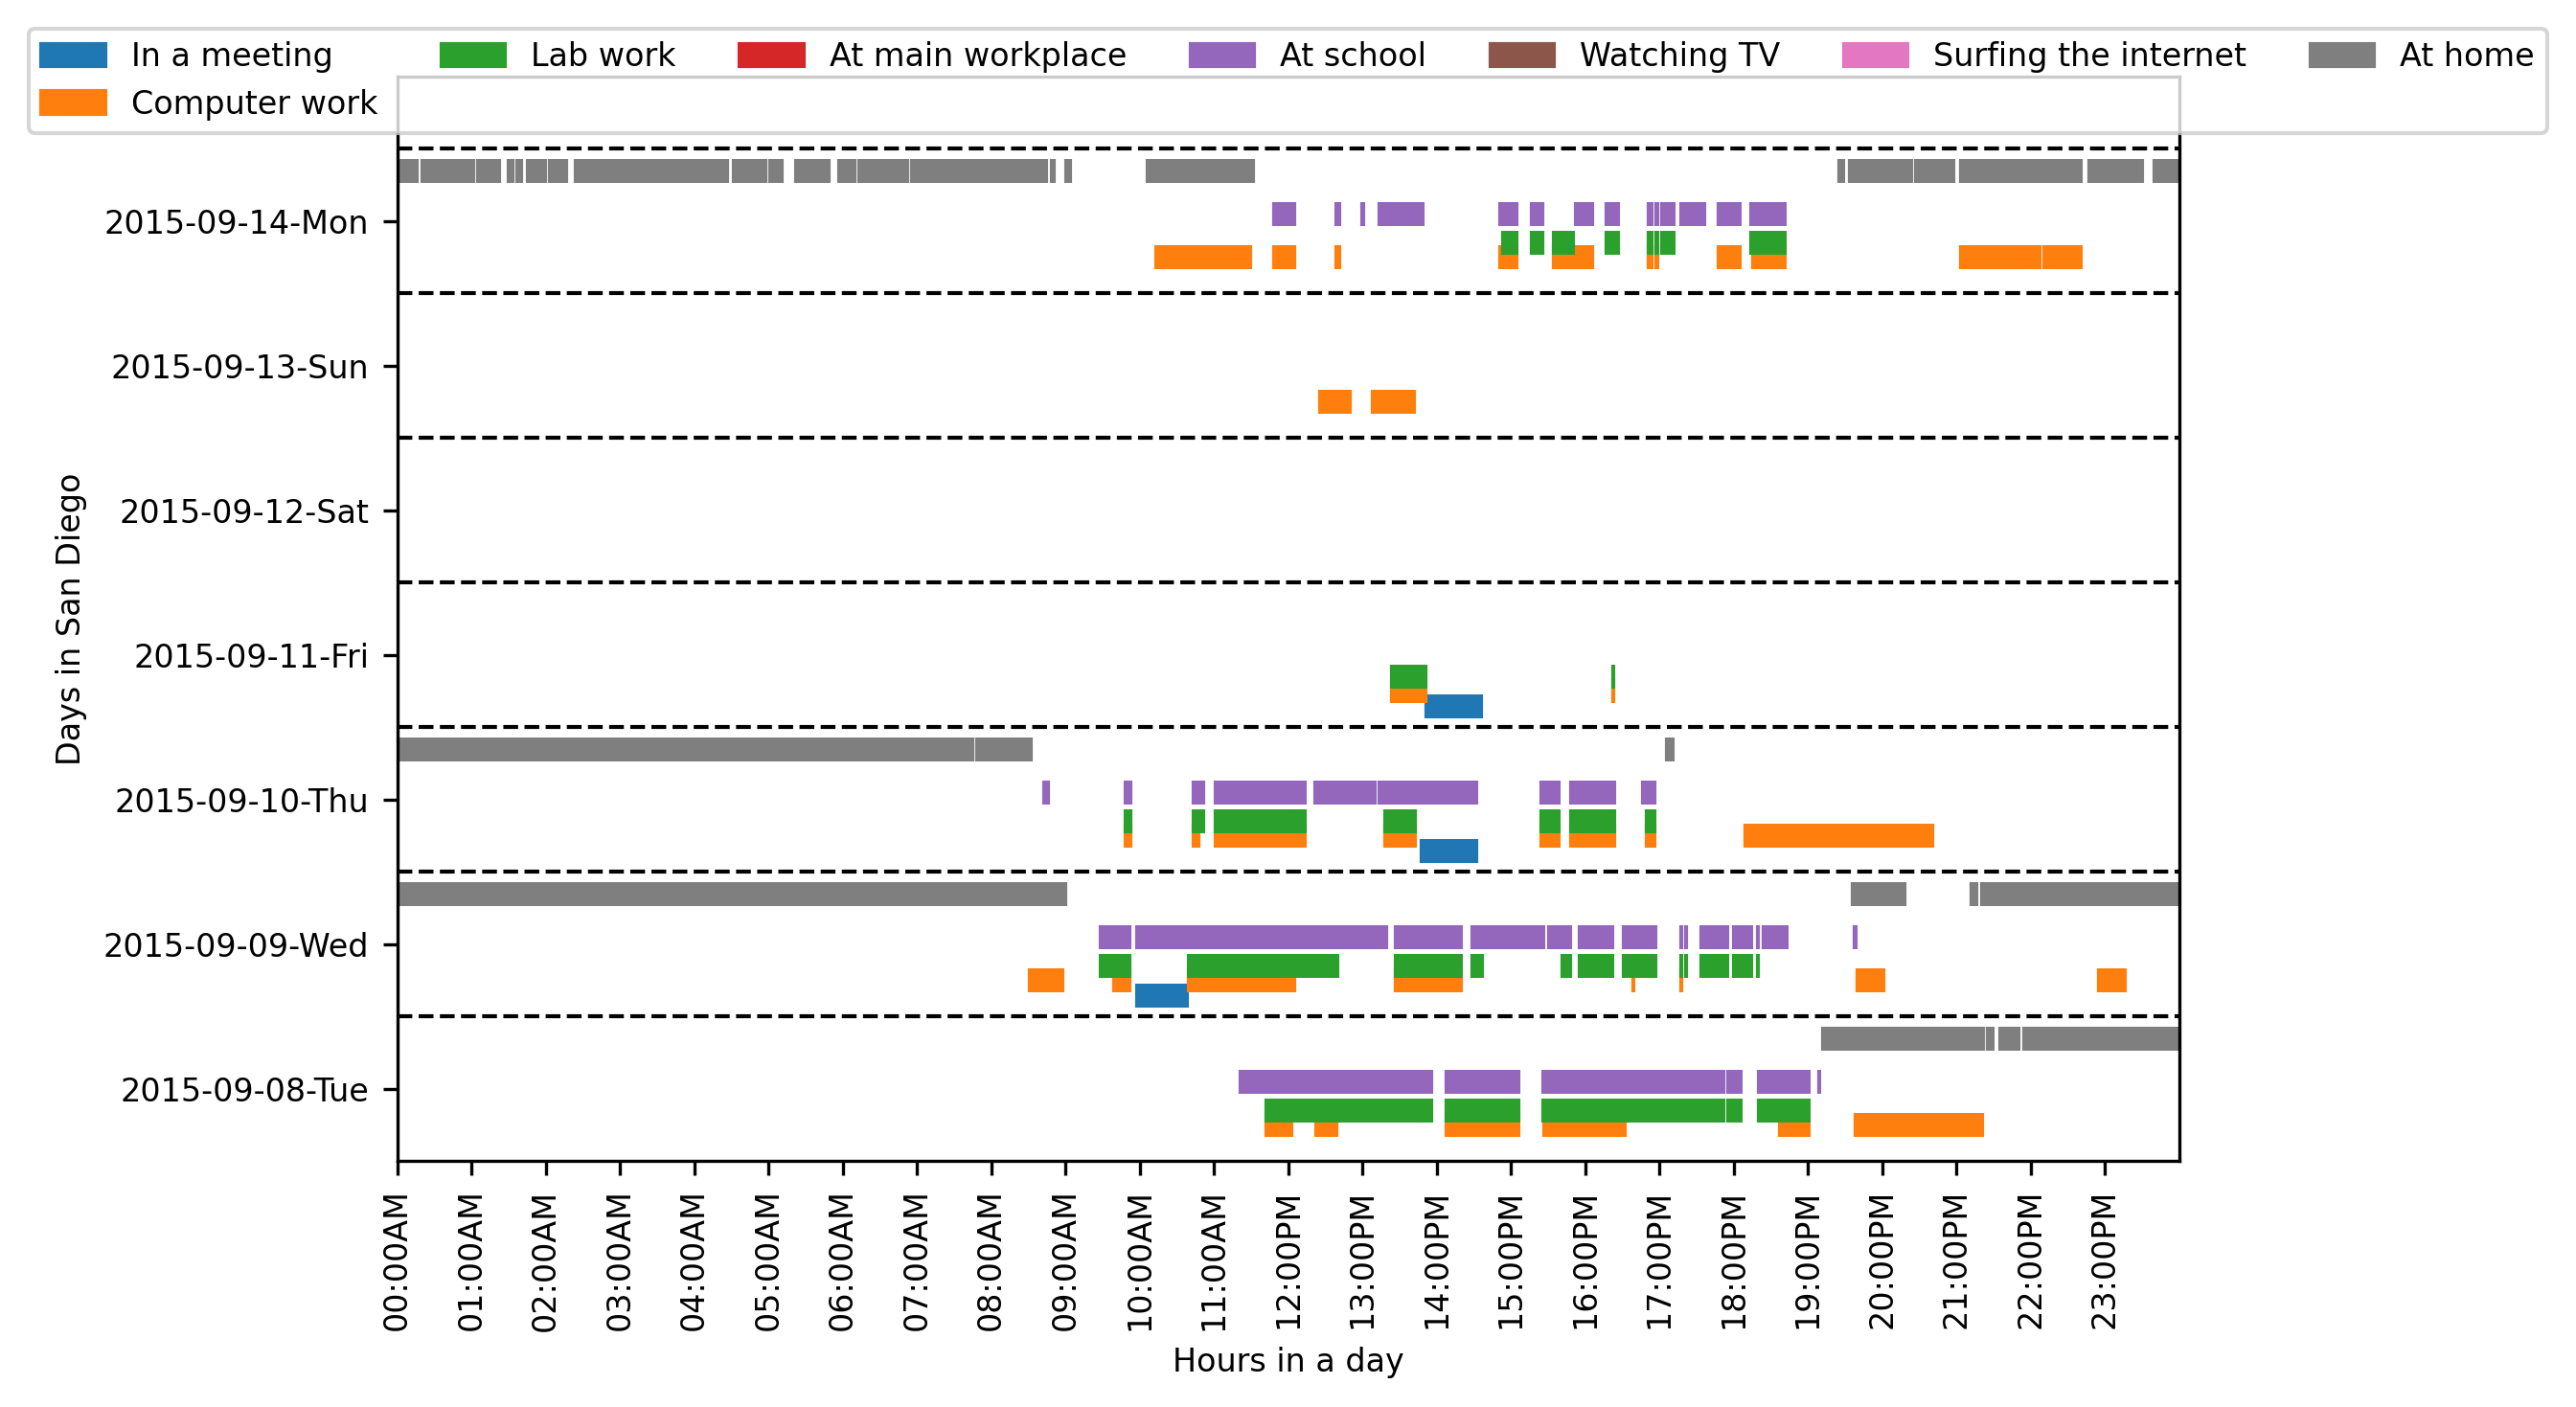 In a meeting Lab work At main workplace At school Watching TV Surfing the internet At home
Computer work
2015-09-14-Mon
2015-09-13-Sun
2015-09-12-Sat
2015-09-11-Fri
2015-09-10-Thu
2015-09-09-Wed
2015-09-08-Tue
Days in San Diego
00:00AM 01:00AM 02:00AM 03:00AM 04:00AM 05:00AM 06:00AM 07:00AM 08:00AM 09:00AM 10:00AM 11:00AM 12:00PM 13:00PM 14:00PM 15:00PM 16:00PM 17:00PM 18:00PM 19:00PM 20:00PM 21:00PM 22:00PM 23:00PM
Hours in a day